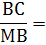 BC/MB =